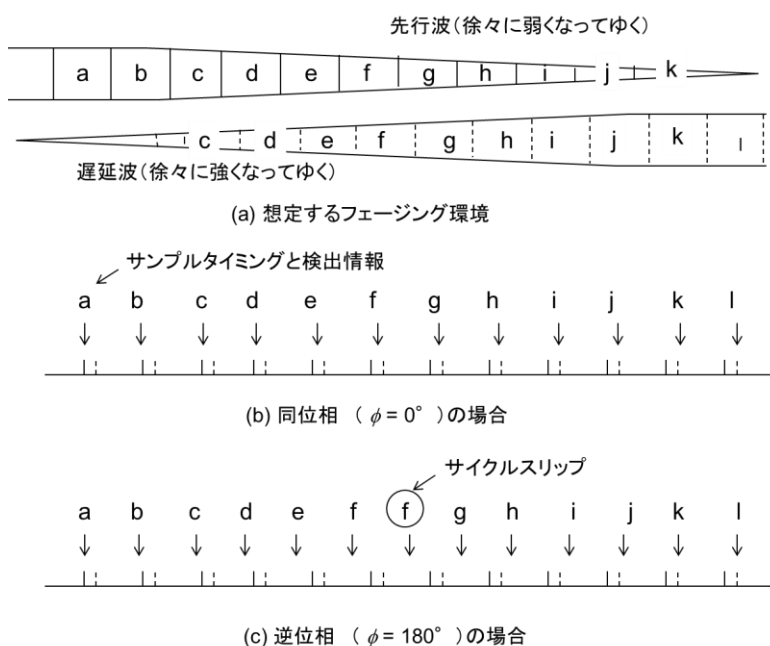 先行波（徐々に弱くなってゆく）
a b c d e f g h i j k
c d e f g h i j k l
遅延波（徐々に強くなってゆく）
(a) 想定するフェージング環境
サンプルタイミングと検出情報
a b c d e f g h i j k l
(b) 同位相 （ ϕ = 0° ）の場合
サイクルスリップ
a b c d e f f g h i j k l
(c) 逆位相 （ ϕ = 180° ）の場合